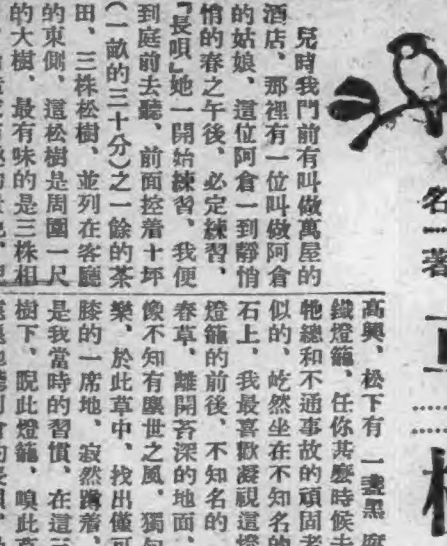 名著
兒時我門前有叫做萬屋的
酒店、那裡有一位叫做阿倉
的姑娘、這位阿倉一到靜悄
悄的春之午後、必定練習、
『長唄』她一開始練習、我便
到庭前去聽、前面控着十坪
(一畝的三十分)之一餘的茶
田、三株松樹、並列在客廳
的東側、這松樹是周圍一尺
的大樹、最有味的是三株相
高興、松下有一盞黑
鐵燈籠、任你甚麼時候
牠總和不通事故的頑固老
似的、屹然坐在不知名的
石上、我最喜歡凝視這燈
燈籠的前後、不知名的
春草、離開苔深的地面、
像不知有塵世之風、獨
樂、於此草中、找出僅可
膝的一席地、寂然蹲着、
是我當時的習慣、在這三
樹下、睨此燈籠、嗅此草